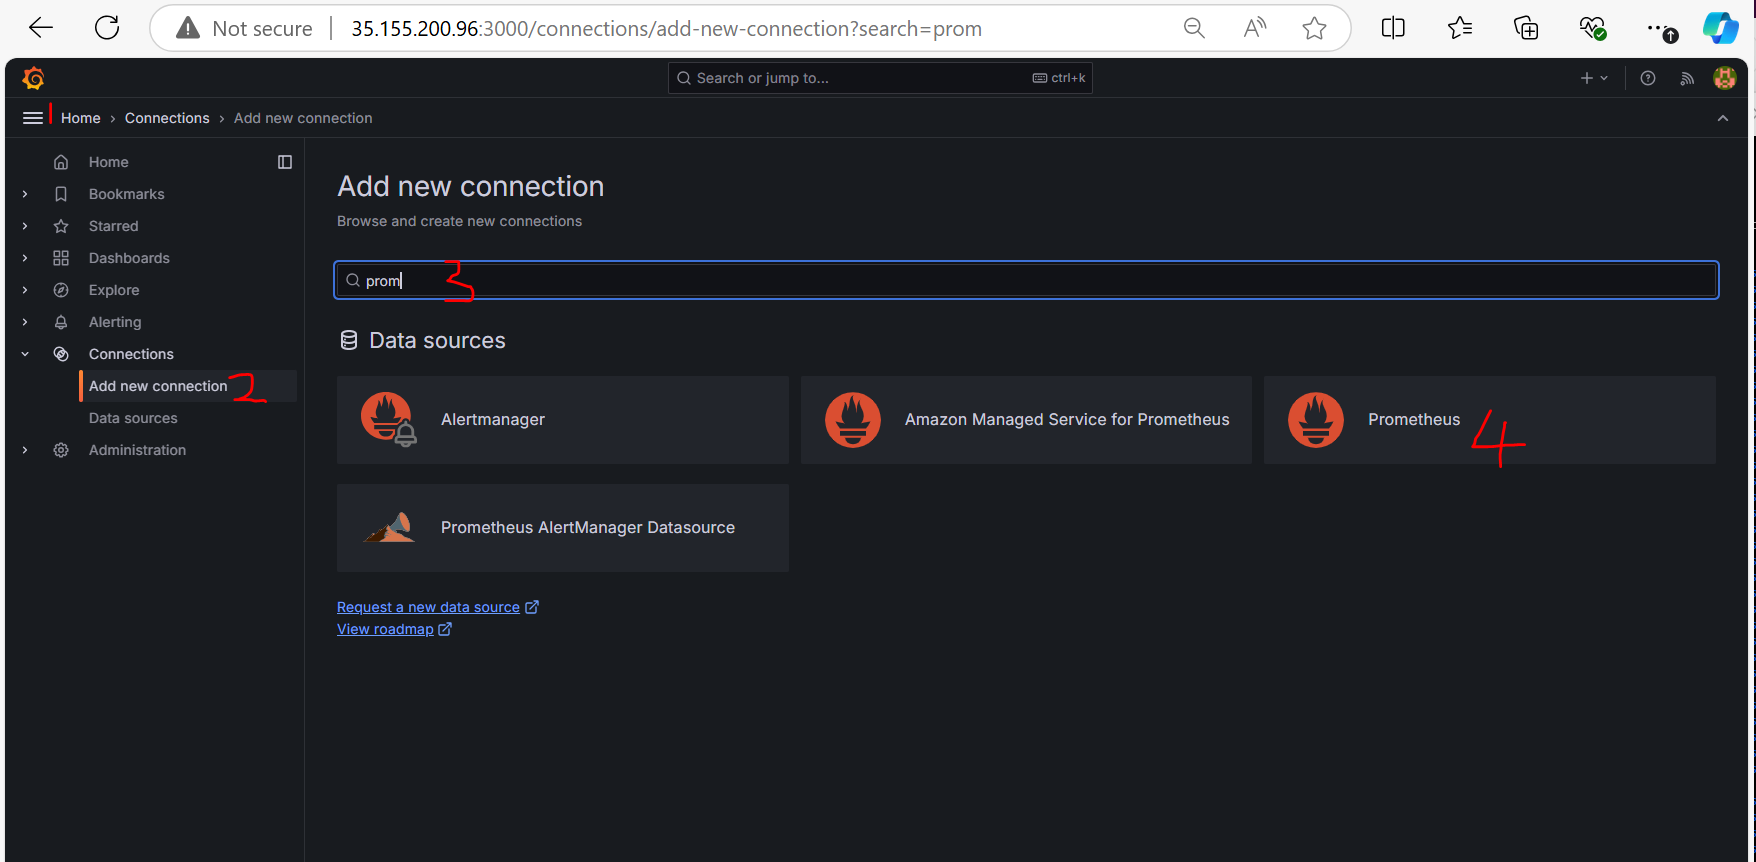 Not secure | 35.155.200.96:3000/connections/add-new-connection?search=prom
Search or jump to... ctrl+k
1 Home › Connections › Add new connection
Home
Bookmarks
Starred
Dashboards
Explore
Alerting
Connections
Add new connection 2
Data sources
Administration
Add new connection
Browse and create new connections
prom 3
Data sources
Alertmanager
Amazon Managed Service for Prometheus
Prometheus 4
Prometheus AlertManager Datasource
Request a new data source
View roadmap